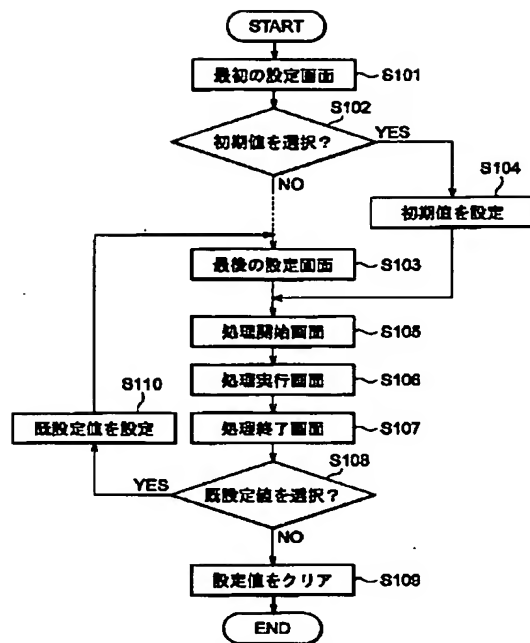 START
最初の設定画面
S101
S102
初期値を選択？
YES
NO
S104
初期値を設定
最後の設定画面
S103
処理開始画面
S105
処理実行画面
S106
S110
既設定値を設定
処理終了画面
S107
S108
既設定値を選択？
YES
NO
設定値をクリア
S109
END